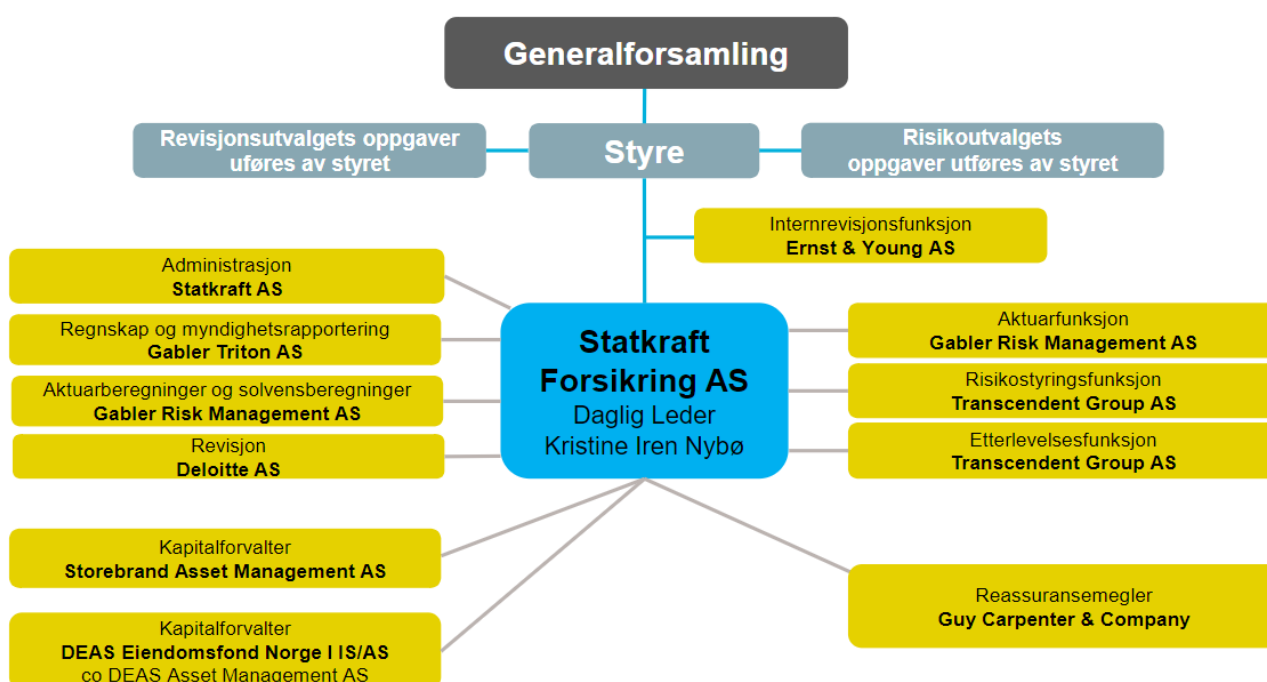 Generalforsamling
Revisjonsutvalgets oppgaver
uføres av styret
Styre
Risikoutvalgets
oppgaver utføres av styret
Internrevisjonsfunksjon
Ernst & Young AS
Administrasjon
Statkraft AS
Regnskap og myndighetsrapportering
Gabler Triton AS
Aktuarberegninger og solvensberegninger
Gabler Risk Management AS
Revisjon
Deloitte AS
Statkraft
Forsikring AS
Daglig Leder
Kristine Iren Nybø
Aktuarfunksjon
Gabler Risk Management AS
Risikostyringsfunksjon
Transcendent Group AS
Etterlevelsesfunksjon
Transcendent Group AS
Kapitalforvalter
Storebrand Asset Management AS
Kapitalforvalter
DEAS Eiendomsfond Norge I IS/AS
co DEAS Asset Management AS
Reassuransemegler
Guy Carpenter & Company